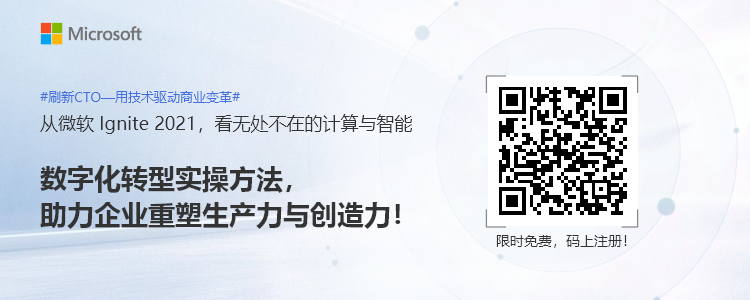 Microsoft
#刷新CTO—用技术驱动商业变革#
从微软 Ignite 2021，看无处不在的计算与智能
数字化转型实操方法，
助力企业重塑生产力与创造力！
限时免费，码上注册！